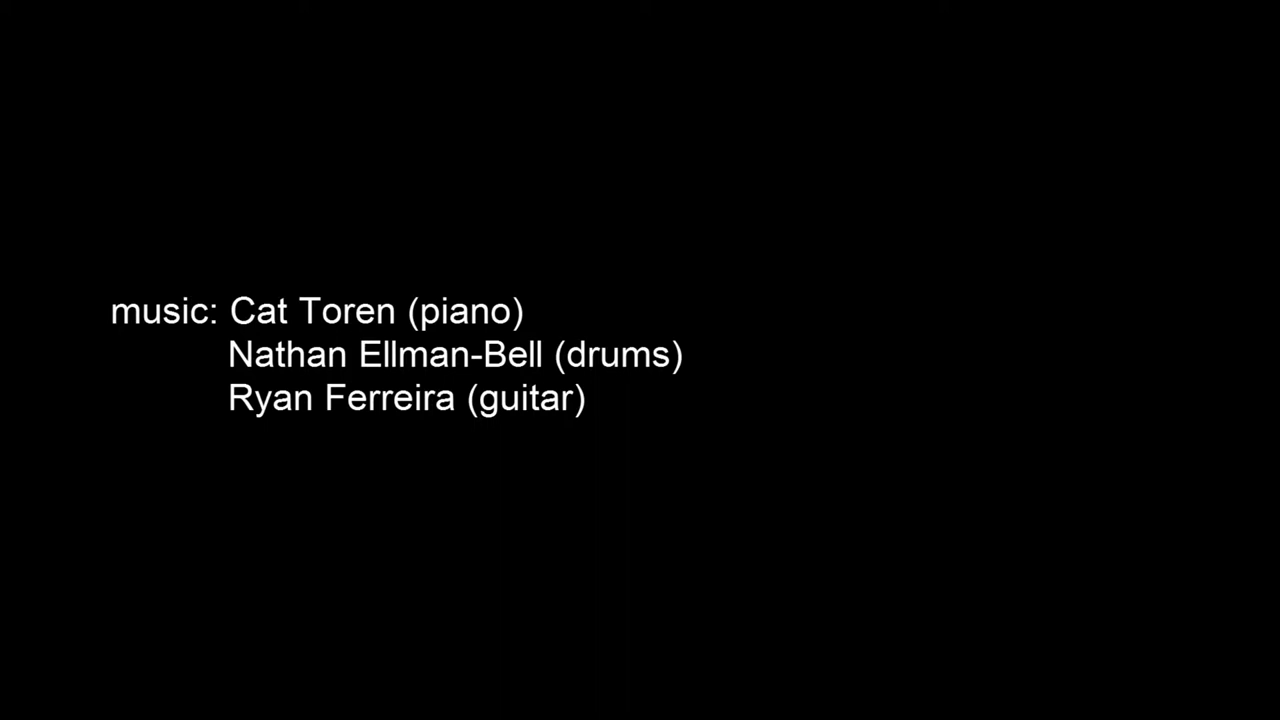 music: Cat Toren (piano)
Nathan Ellman-Bell (drums)
Ryan Ferreira (guitar)